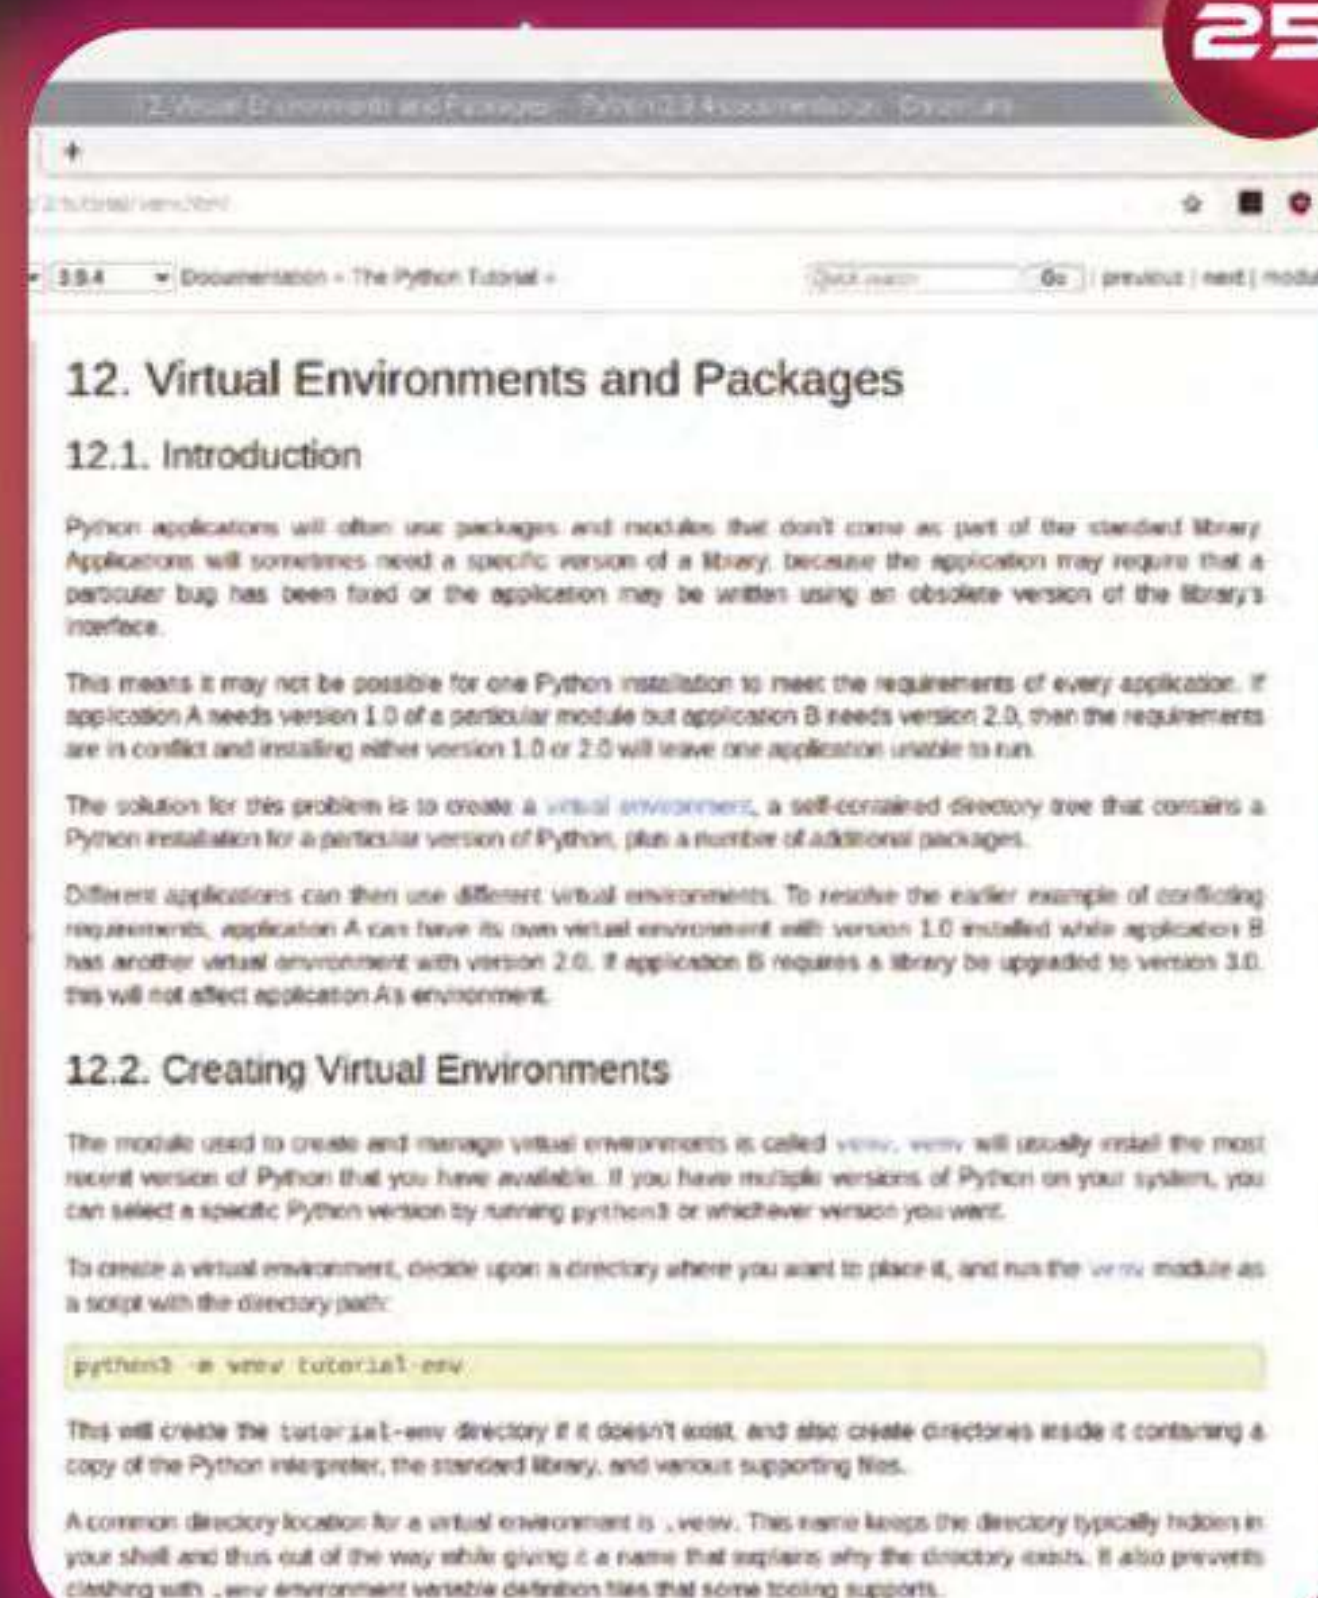 25
12. Virtual Environments and Packages - Python 3.9.4 documentation - Chromium
+
/3/tutorial/venv.html
3.9.4 Documentation » The Python Tutorial » Quick search Go | previous | next | modul
12. Virtual Environments and Packages
12.1. Introduction
Python applications will often use packages and modules that don't come as part of the standard library.
Applications will sometimes need a specific version of a library, because the application may require that a
particular bug has been fixed or the application may be written using an obsolete version of the library's
interface.
This means it may not be possible for one Python installation to meet the requirements of every application. If
application A needs version 1.0 of a particular module but application B needs version 2.0, then the requirements
are in conflict and installing either version 1.0 or 2.0 will leave one application unable to run.
The solution for this problem is to create a virtual environment, a self-contained directory tree that contains a
Python installation for a particular version of Python, plus a number of additional packages.
Different applications can then use different virtual environments. To resolve the earlier example of conflicting
requirements, application A can have its own virtual environment with version 1.0 installed while application B
has another virtual environment with version 2.0. If application B requires a library be upgraded to version 3.0,
this will not affect application A's environment.
12.2. Creating Virtual Environments
The module used to create and manage virtual environments is called venv. venv will usually install the most
recent version of Python that you have available. If you have multiple versions of Python on your system, you
can select a specific Python version by running python3 or whichever version you want.
To create a virtual environment, decide upon a directory where you want to place it, and run the venv module as
a script with the directory path:
python3 -m venv tutorial-env
This will create the tutorial-env directory if it doesn't exist, and also create directories inside it containing a
copy of the Python interpreter, the standard library, and various supporting files.
A common directory location for a virtual environment is .venv. This name keeps the directory typically hidden in
your shell and thus out of the way while giving it a name that explains why the directory exists. It also prevents
clashing with .env environment variable definition files that some tooling supports.